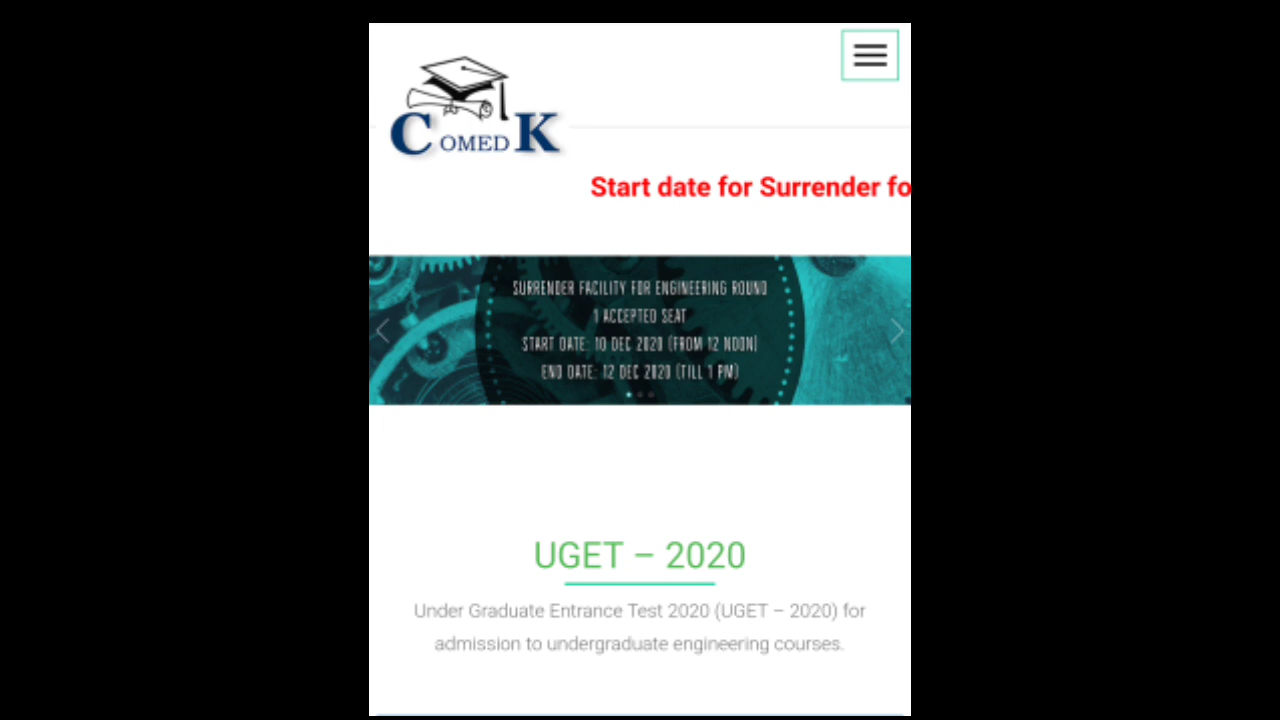 COMEDK
Start date for Surrender fo
SURRENDER FACILITY FOR ENGINEERING ROUND
1 ACCEPTED SEAT
START DATE: 10 DEC 2020 (FROM 12 NOON)
END DATE: 12 DEC 2020 (TILL 1 PM)
UGET – 2020
Under Graduate Entrance Test 2020 (UGET – 2020) for
admission to undergraduate engineering courses.